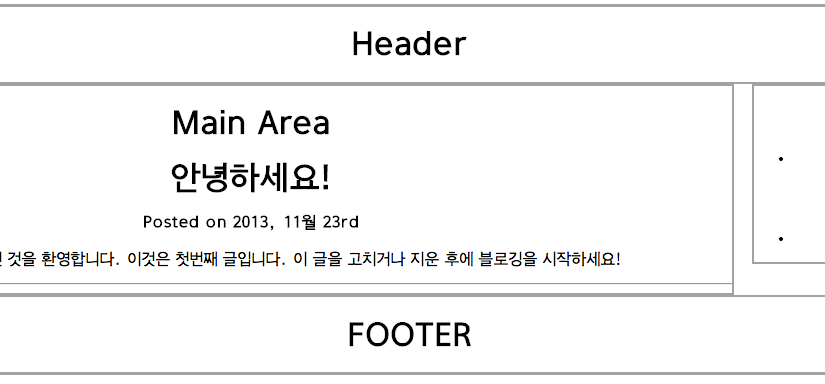 Header
Main Area
안녕하세요!
Posted on 2013, 11월 23rd
것을 환영합니다. 이것은 첫번째 글입니다. 이 글을 고치거나 지운 후에 블로깅을 시작하세요!
FOOTER